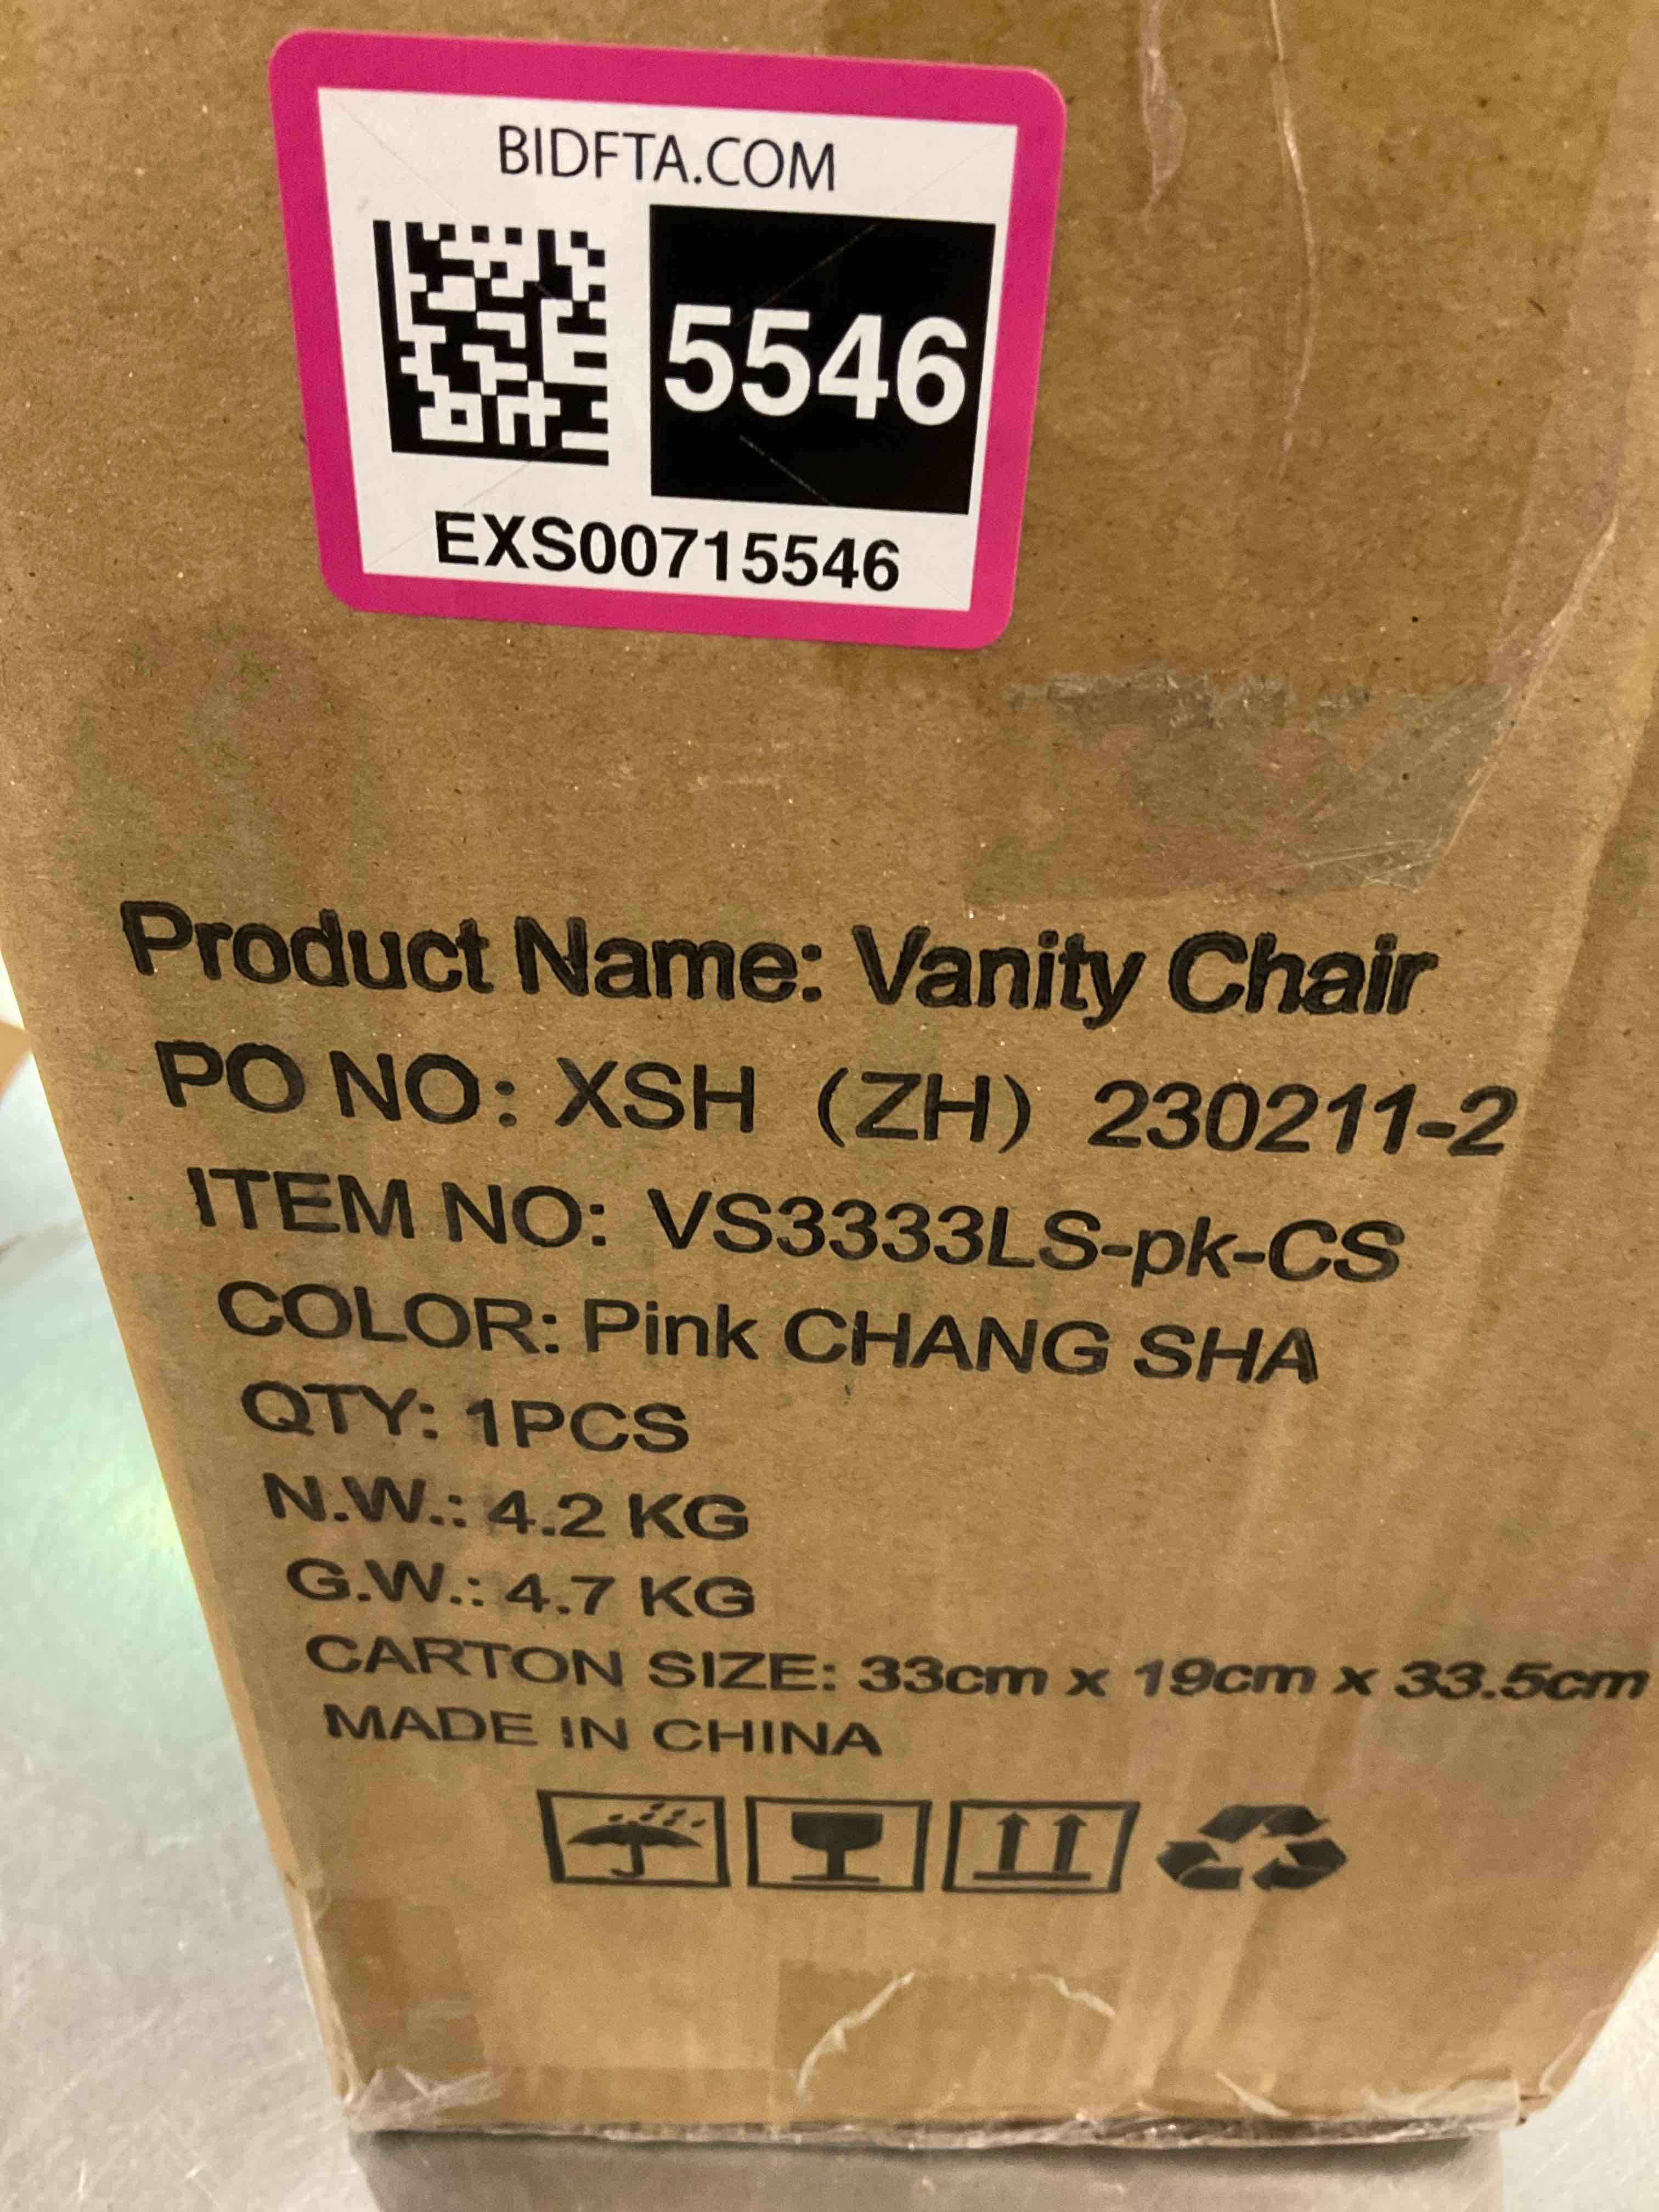 BIDFTA.COM
5546
EXS00715546
Product Name: Vanity Chair
PO NO: XSH (ZH) 230211-2
ITEM NO: VS3333LS-pk-CS
COLOR: Pink CHANG SHA
QTY: 1PCS
N.W.: 4.2 KG
G.W.: 4.7 KG
CARTON SIZE: 33cm x 19cm x 33.5cm
MADE IN CHINA